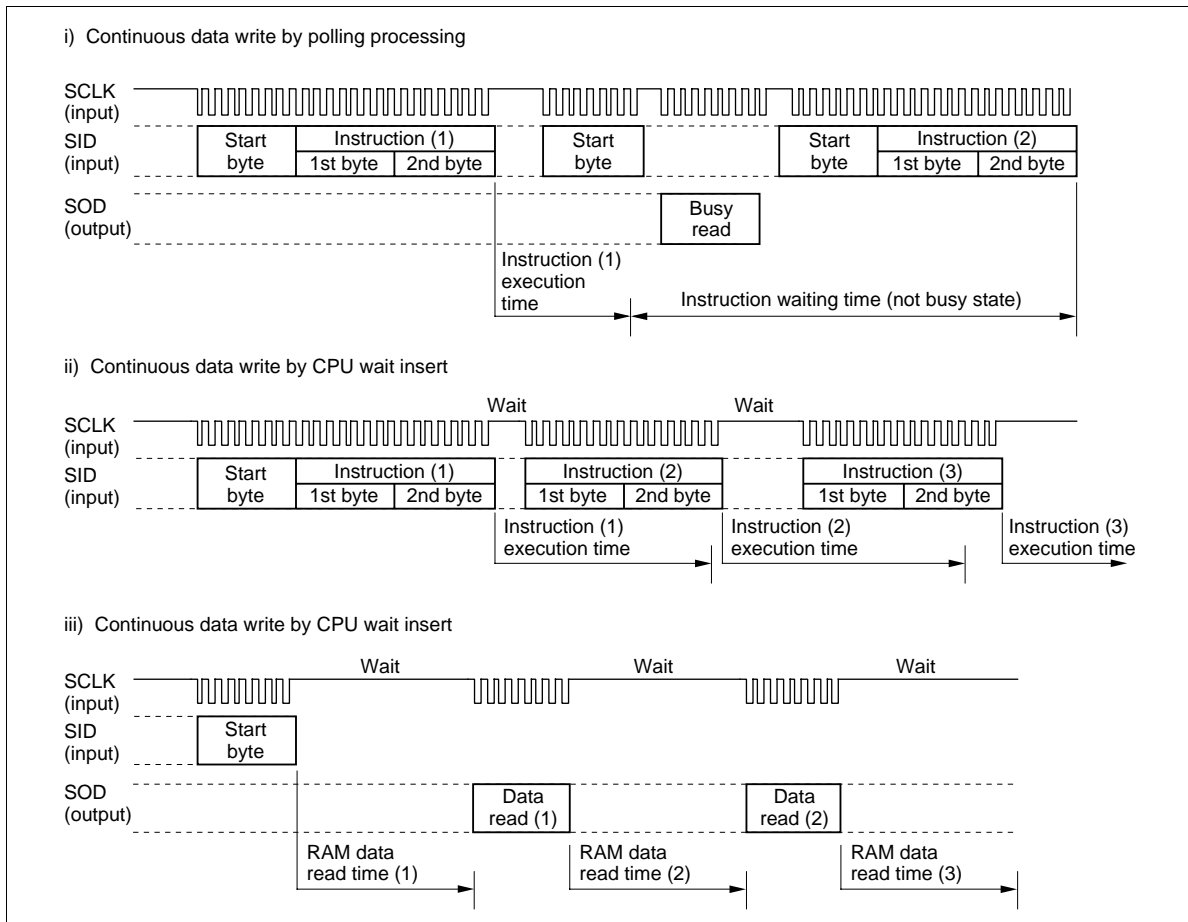 i) Continuous data write by polling processing
SCLK
(input)
SID
(input)
Start
byte
Instruction (1)
1st byte
2nd byte
Start
byte
Start
byte
Instruction (2)
1st byte
2nd byte
SOD
(output)
Busy
read
Instruction (1)
execution
time
Instruction waiting time (not busy state)
ii) Continuous data write by CPU wait insert
Wait
Wait
SCLK
(input)
SID
(input)
Start
byte
Instruction (1)
1st byte
2nd byte
Instruction (2)
1st byte
2nd byte
Instruction (3)
1st byte
2nd byte
Instruction (1)
execution time
Instruction (2)
execution time
Instruction (3)
execution time
iii) Continuous data write by CPU wait insert
Wait
Wait
Wait
SCLK
(input)
SID
(input)
Start
byte
SOD
(output)
Data
read (1)
Data
read (2)
RAM data
read time (1)
RAM data
read time (2)
RAM data
read time (3)